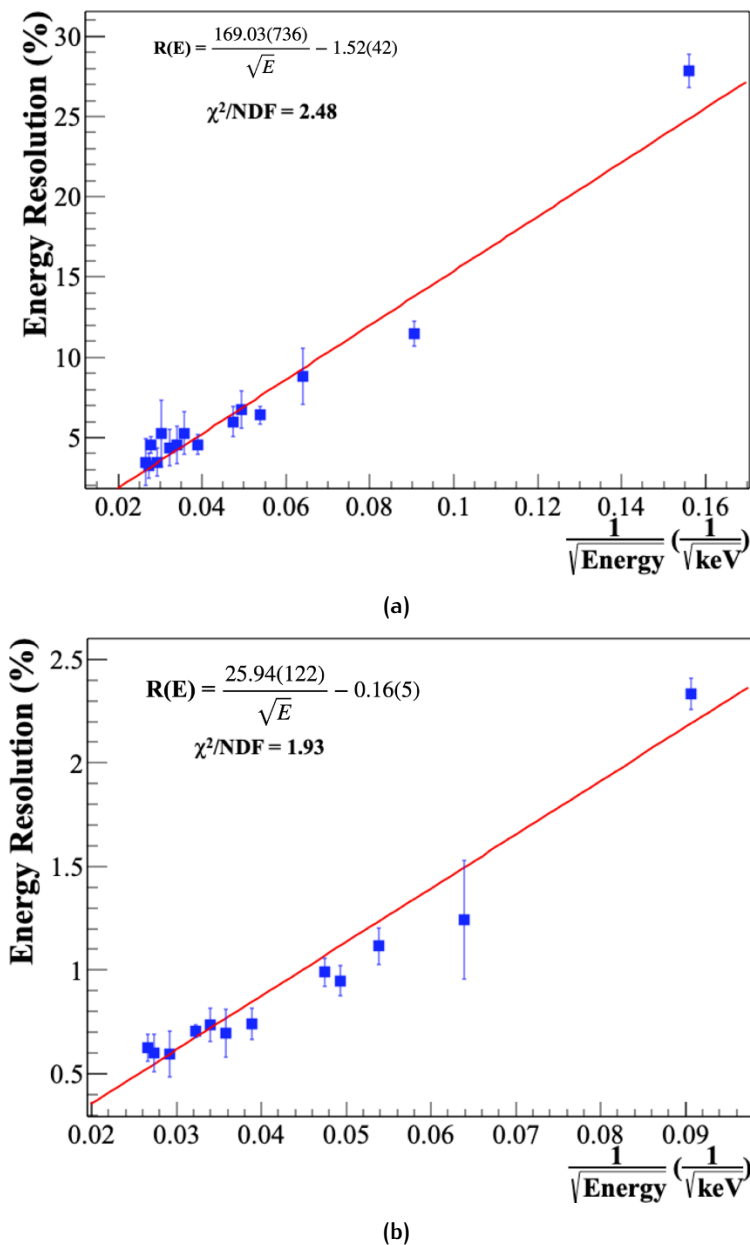 R(E) = 169.03(736)/√E − 1.52(42)
χ²/NDF = 2.48
Energy Resolution (%)
30
25
20
15
10
5
0.02 0.04 0.06 0.08 0.1 0.12 0.14 0.16
1/√Energy (1/√keV)
(a)
R(E) = 25.94(122)/√E − 0.16(5)
χ²/NDF = 1.93
Energy Resolution (%)
2.5
2
1.5
1
0.5
0.02 0.03 0.04 0.05 0.06 0.07 0.08 0.09
1/√Energy (1/√keV)
(b)